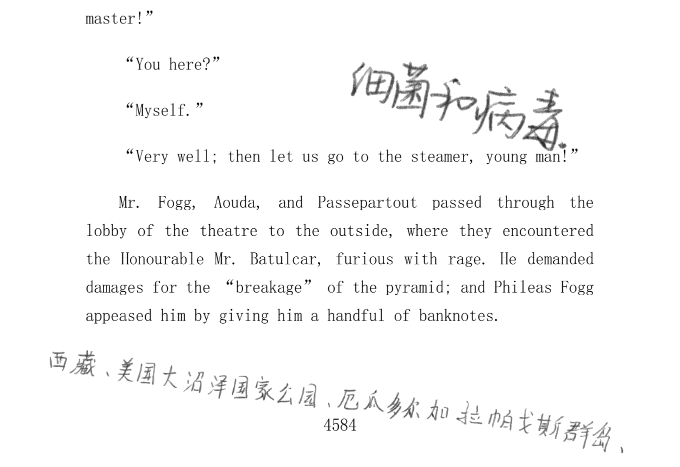 master!”
“You here?”
细菌和病毒.
“Myself.”
“Very well; then let us go to the steamer, young man!”
Mr. Fogg, Aouda, and Passepartout passed through the
lobby of the theatre to the outside, where they encountered
the Honourable Mr. Batulcar, furious with rage. He demanded
damages for the “breakage” of the pyramid; and Phileas Fogg
appeased him by giving him a handful of banknotes.
西藏、美国大沼泽国家公园、厄瓜多尔加拉帕戈斯群岛、
4584